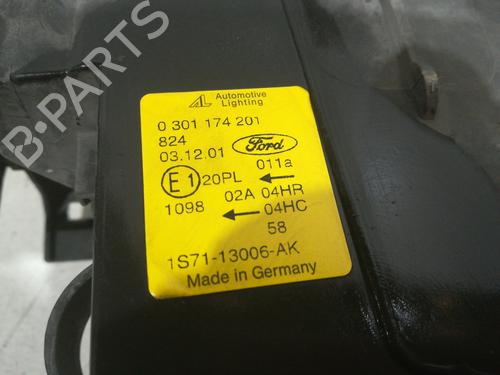 B-PARTS
AL Automotive Lighting
0 301 174 201
824
Ford
03.12.01
011a
E1 20PL ←
02A 04HR
1098 ← 04HC
58
1S71-13006-AK
Made in Germany